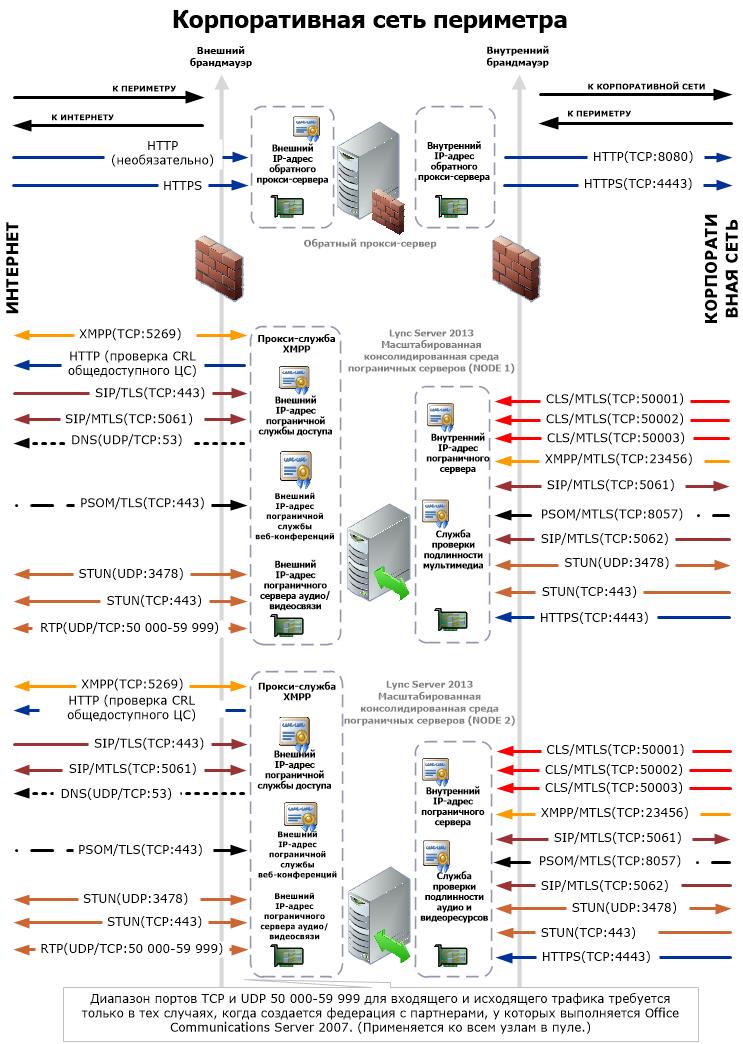 Корпоративная сеть периметра
Внешний
брандмауэр
Внутренний
брандмауэр
К ПЕРИМЕТРУ
К ИНТЕРНЕТУ
К КОРПОРАТИВНОЙ СЕТИ
К ПЕРИМЕТРУ
HTTP
(необязательно)
HTTPS
Внешний
IP-адрес
обратного
прокси-сервера
Внутренний
IP-адрес
обратного
прокси-сервера
HTTP(TCP:8080)
HTTPS(TCP:4443)
Обратный прокси-сервер
ИНТЕРНЕТ
КОРПОРАТИ
ВНАЯ СЕТЬ
XMPP(TCP:5269)
HTTP (проверка CRL
общедоступного ЦС)
SIP/TLS(TCP:443)
SIP/MTLS(TCP:5061)
DNS(UDP/TCP:53)
PSOM/TLS(TCP:443)
STUN(UDP:3478)
STUN(TCP:443)
RTP(UDP/TCP:50 000-59 999)
Прокси-служба
XMPP
Внешний
IP-адрес
пограничной
службы доступа
Внешний
IP-адрес
пограничной
службы
веб-конференций
Внешний
IP-адрес
пограничного
сервера аудио/
видеосвязи
Lync Server 2013
Масштабированная
консолидированная среда
пограничных серверов (NODE 1)
Внутренний
IP-адрес
пограничного
сервера
Служба
проверки
подлинности
мультимедиа
CLS/MTLS(TCP:50001)
CLS/MTLS(TCP:50002)
CLS/MTLS(TCP:50003)
XMPP/MTLS(TCP:23456)
SIP/MTLS(TCP:5061)
PSOM/MTLS(TCP:8057)
SIP/MTLS(TCP:5062)
STUN(UDP:3478)
STUN(TCP:443)
HTTPS(TCP:4443)
XMPP(TCP:5269)
HTTP (проверка CRL
общедоступного ЦС)
SIP/TLS(TCP:443)
SIP/MTLS(TCP:5061)
DNS(UDP/TCP:53)
PSOM/TLS(TCP:443)
STUN(UDP:3478)
STUN(TCP:443)
RTP(UDP/TCP:50 000-59 999)
Прокси-служба
XMPP
Внешний
IP-адрес
пограничной
службы доступа
Внешний
IP-адрес
пограничной
службы
веб-конференций
Внешний
IP-адрес
пограничного
сервера аудио/
видеосвязи
Lync Server 2013
Масштабированная
консолидированная среда
пограничных серверов (NODE 2)
Внутренний
IP-адрес
пограничного
сервера
Служба
проверки
подлинности
аудио и
видеоресурсов
CLS/MTLS(TCP:50001)
CLS/MTLS(TCP:50002)
CLS/MTLS(TCP:50003)
XMPP/MTLS(TCP:23456)
SIP/MTLS(TCP:5061)
PSOM/MTLS(TCP:8057)
SIP/MTLS(TCP:5062)
STUN(UDP:3478)
STUN(TCP:443)
HTTPS(TCP:4443)
Диапазон портов TCP и UDP 50 000-59 999 для входящего и исходящего трафика требуется
только в тех случаях, когда создается федерация с партнерами, у которых выполняется Office
Communications Server 2007. (Применяется ко всем узлам в пуле.)